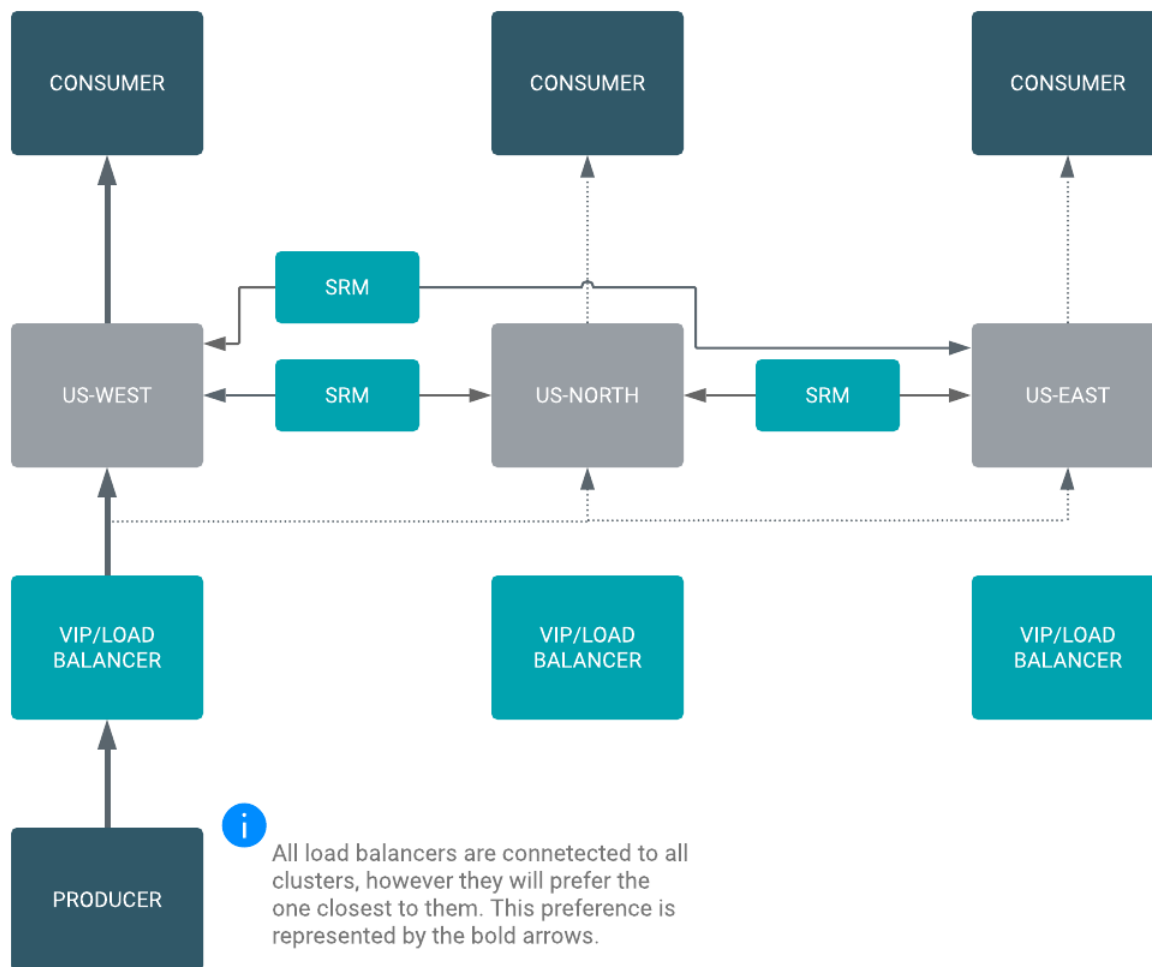 CONSUMER
CONSUMER
CONSUMER
SRM
US-WEST
SRM
US-NORTH
SRM
US-EAST
VIP/LOAD
BALANCER
VIP/LOAD
BALANCER
VIP/LOAD
BALANCER
PRODUCER
i
All load balancers are connetected to all
clusters, however they will prefer the
one closest to them. This preference is
represented by the bold arrows.